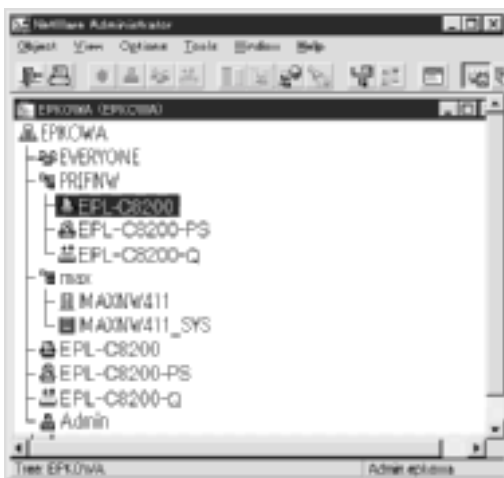 NetWare Administrator
Object View Options Tools Window Help
EPKOWA (EPKOWA)
EPKOWA
EVERYONE
PRIFNW
EPL-C8200
EPL-C8200-PS
EPL-C8200-Q
max
MAXNW411
MAXNW411_SYS
EPL-C8200
EPL-C8200-PS
EPL-C8200-Q
Admin
Tree: EPKOWA Admin epkowa